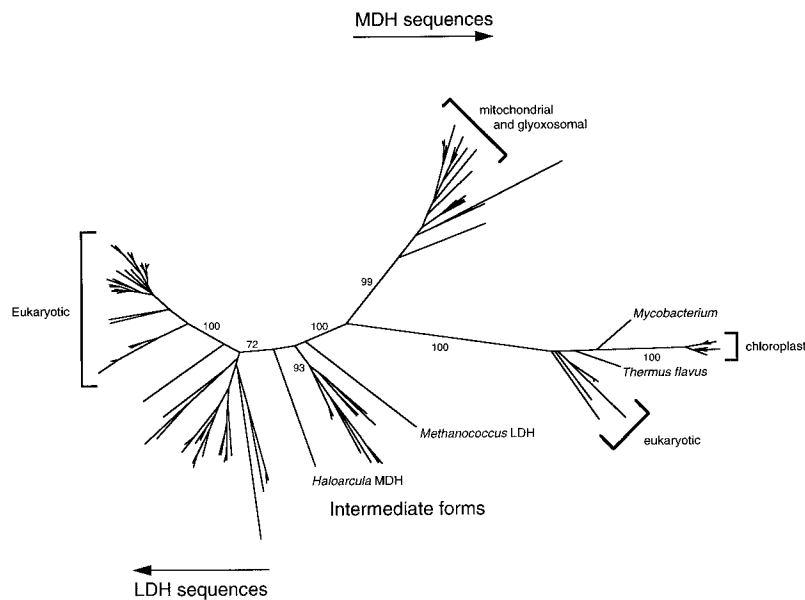 MDH sequences
mitochondrial
and glyoxosomal
99
Eukaryotic
100
72
100
93
100
Mycobacterium
chloroplast
100
Thermus flavus
eukaryotic
Methanococcus LDH
Haloarcula MDH
Intermediate forms
LDH sequences